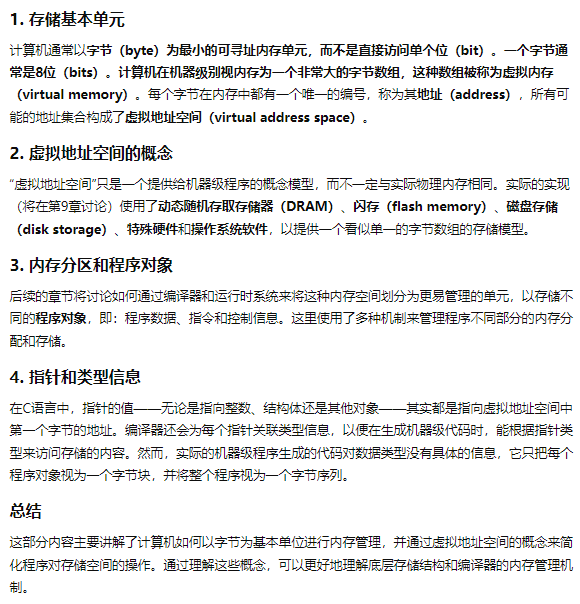 1. 存储基本单元
计算机通常以字节（byte）为最小的可寻址内存单元，而不是直接访问单个位（bit）。一个字节通
常是8位（bits）。计算机在机器级别视内存为一个非常大的字节数组，这种数组被称为虚拟内存
（virtual memory）。每个字节在内存中都有一个唯一的编号，称为其地址（address），所有可
能的地址集合构成了虚拟地址空间（virtual address space）。
2. 虚拟地址空间的概念
“虚拟地址空间”只是一个提供给机器级程序的概念模型，而不一定与实际物理内存相同。实际的实现
（将在第9章讨论）使用了动态随机存取存储器（DRAM）、闪存（flash memory）、磁盘存储
（disk storage）、特殊硬件和操作系统软件，以提供一个看似单一的字节数组的存储模型。
3. 内存分区和程序对象
后续的章节将讨论如何通过编译器和运行时系统来将这种内存空间划分为更易管理的单元，以存储不
同的程序对象，即：程序数据、指令和控制信息。这里使用了多种机制来管理程序不同部分的内存分
配和存储。
4. 指针和类型信息
在C语言中，指针的值——无论是指向整数、结构体还是其他对象——其实都是指向虚拟地址空间中
第一个字节的地址。编译器还会为每个指针关联类型信息，以便在生成机器级代码时，能根据指针类
型来访问存储的内容。然而，实际的机器级程序生成的代码对数据类型没有具体的信息，它只把每个
程序对象视为一个字节块，并将整个程序视为一个字节序列。
总结
这部分内容主要讲解了计算机如何以字节为基本单位进行内存管理，并通过虚拟地址空间的概念来简
化程序对存储空间的操作。通过理解这些概念，可以更好地理解底层存储结构和编译器的内存管理机
制。